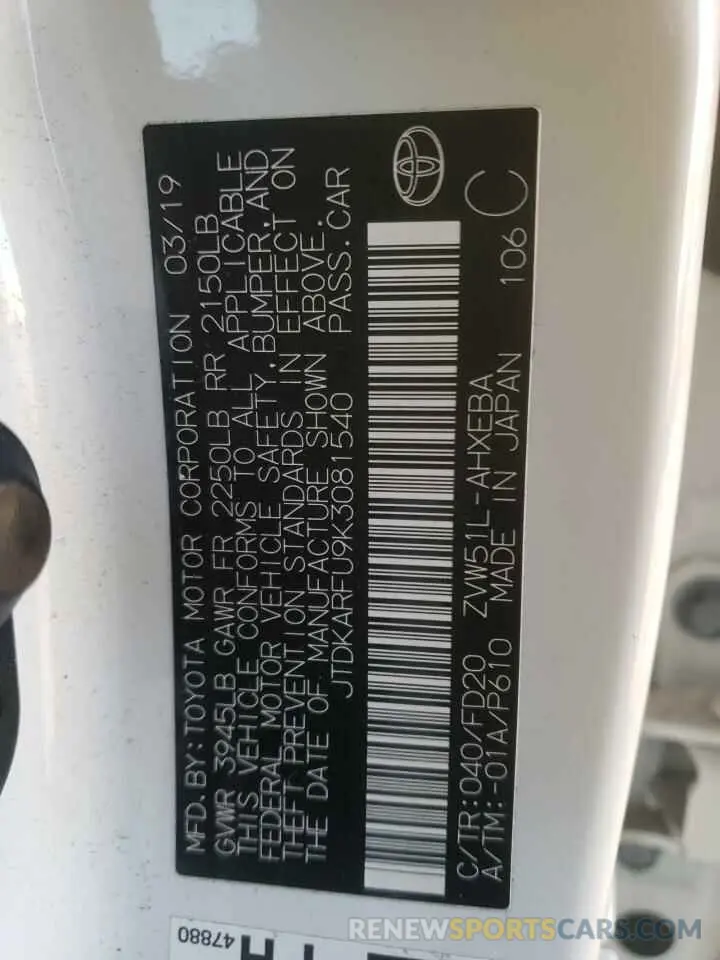 MFD. BY: TOYOTA MOTOR CORPORATION 03/19
GVWR 3945LB GAWR FR 2250LB RR 2150LB
THIS VEHICLE CONFORMS TO ALL APPLICABLE
FEDERAL MOTOR VEHICLE SAFETY, BUMPER, AND
THEFT PREVENTION STANDARDS IN EFFECT ON
THE DATE OF MANUFACTURE SHOWN ABOVE.
JTDKARFU9K3081540 PASS. CAR
C/TR: 040/FD20 ZVW51L-AHXEBA
A/TM: -01A/P610 MADE IN JAPAN 106 C
47880
RENEWSPORTSCARS.COM